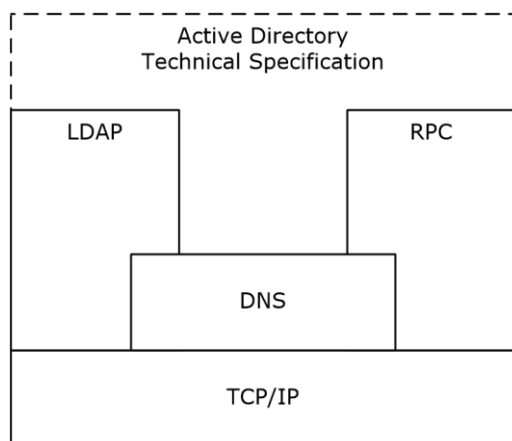 Active Directory
Technical Specification
LDAP
RPC
DNS
TCP/IP